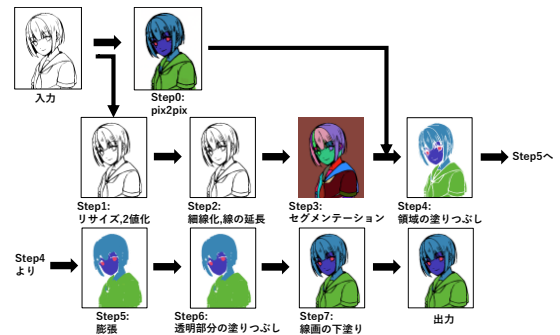 入力
Step0:
pix2pix
Step1:
リサイズ,2値化
Step2:
細線化,線の延長
Step3:
セグメンテーション
Step4:
領域の塗りつぶし
Step5へ
Step4
より
Step5:
膨張
Step6:
透明部分の塗りつぶし
Step7:
線画の下塗り
出力